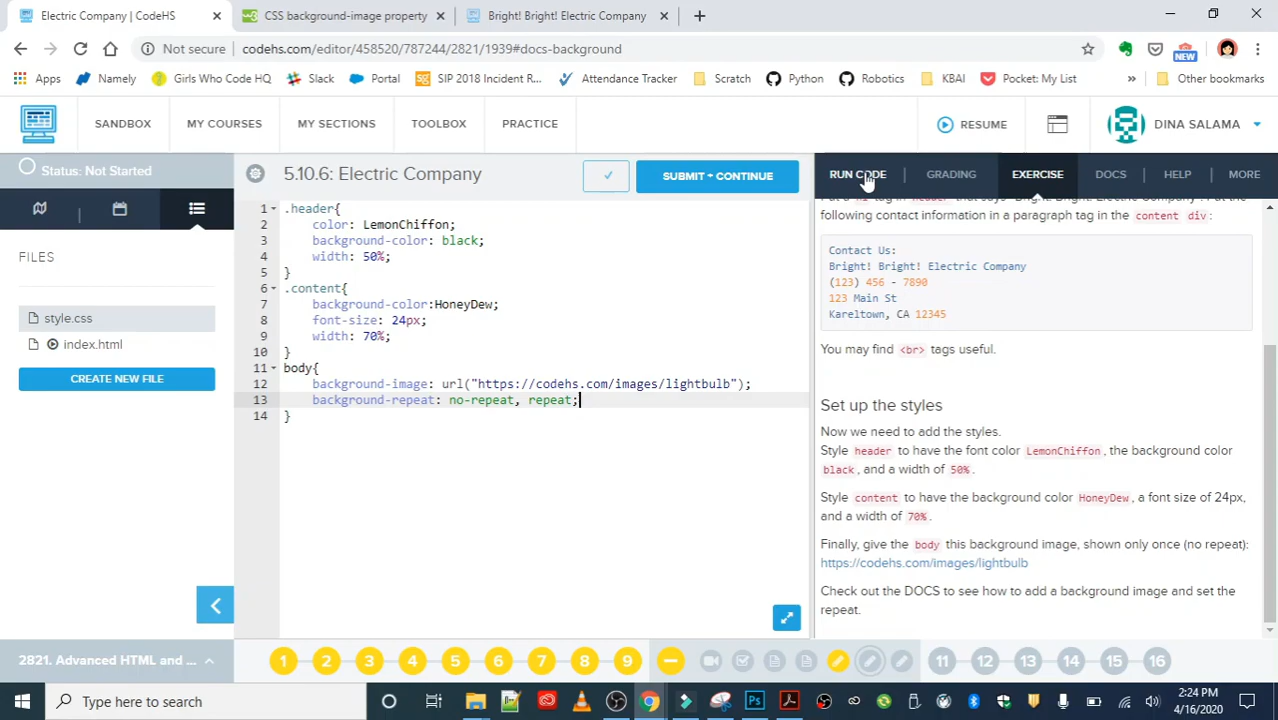 Electric Company | CodeHS
CSS background-image property
Bright! Bright! Electric Company
Not secure
codehs.com/editor/458520/787244/2821/1939#docs-background
NEW
Apps
Namely
Girls Who Code HQ
Slack
Portal
SIP 2018 Incident R...
Attendance Tracker
Scratch
Python
Robotics
KBAI
Pocket: My List
»
Other bookmarks
SANDBOX
MY COURSES
MY SECTIONS
TOOLBOX
PRACTICE
RESUME
DINA SALAMA
Status: Not Started
5.10.6: Electric Company
SUBMIT + CONTINUE
RUN CODE
GRADING
EXERCISE
DOCS
HELP
MORE
FILES
style.css
index.html
CREATE NEW FILE
1 .header{
2 color: LemonChiffon;
3 background-color: black;
4 width: 50%;
5 }
6 .content{
7 background-color:HoneyDew;
8 font-size: 24px;
9 width: 70%;
10 }
11 body{
12 background-image: url("https://codehs.com/images/lightbulb");
13 background-repeat: no-repeat, repeat;
14 }
following contact information in a paragraph tag in the content div:
Contact Us:
Bright! Bright! Electric Company
(123) 456 - 7890
123 Main St
Kareltown, CA 12345
You may find <br> tags useful.
Set up the styles
Now we need to add the styles.
Style header to have the font color LemonChiffon, the background color
black, and a width of 50%.
Style content to have the background color HoneyDew, a font size of 24px,
and a width of 70%.
Finally, give the body this background image, shown only once (no repeat):
https://codehs.com/images/lightbulb
Check out the DOCS to see how to add a background image and set the
repeat.
2821. Advanced HTML and ...
1 2 3 4 5 6 7 8 9 11 12 13 14 15 16
Type here to search
2:24 PM
4/16/2020